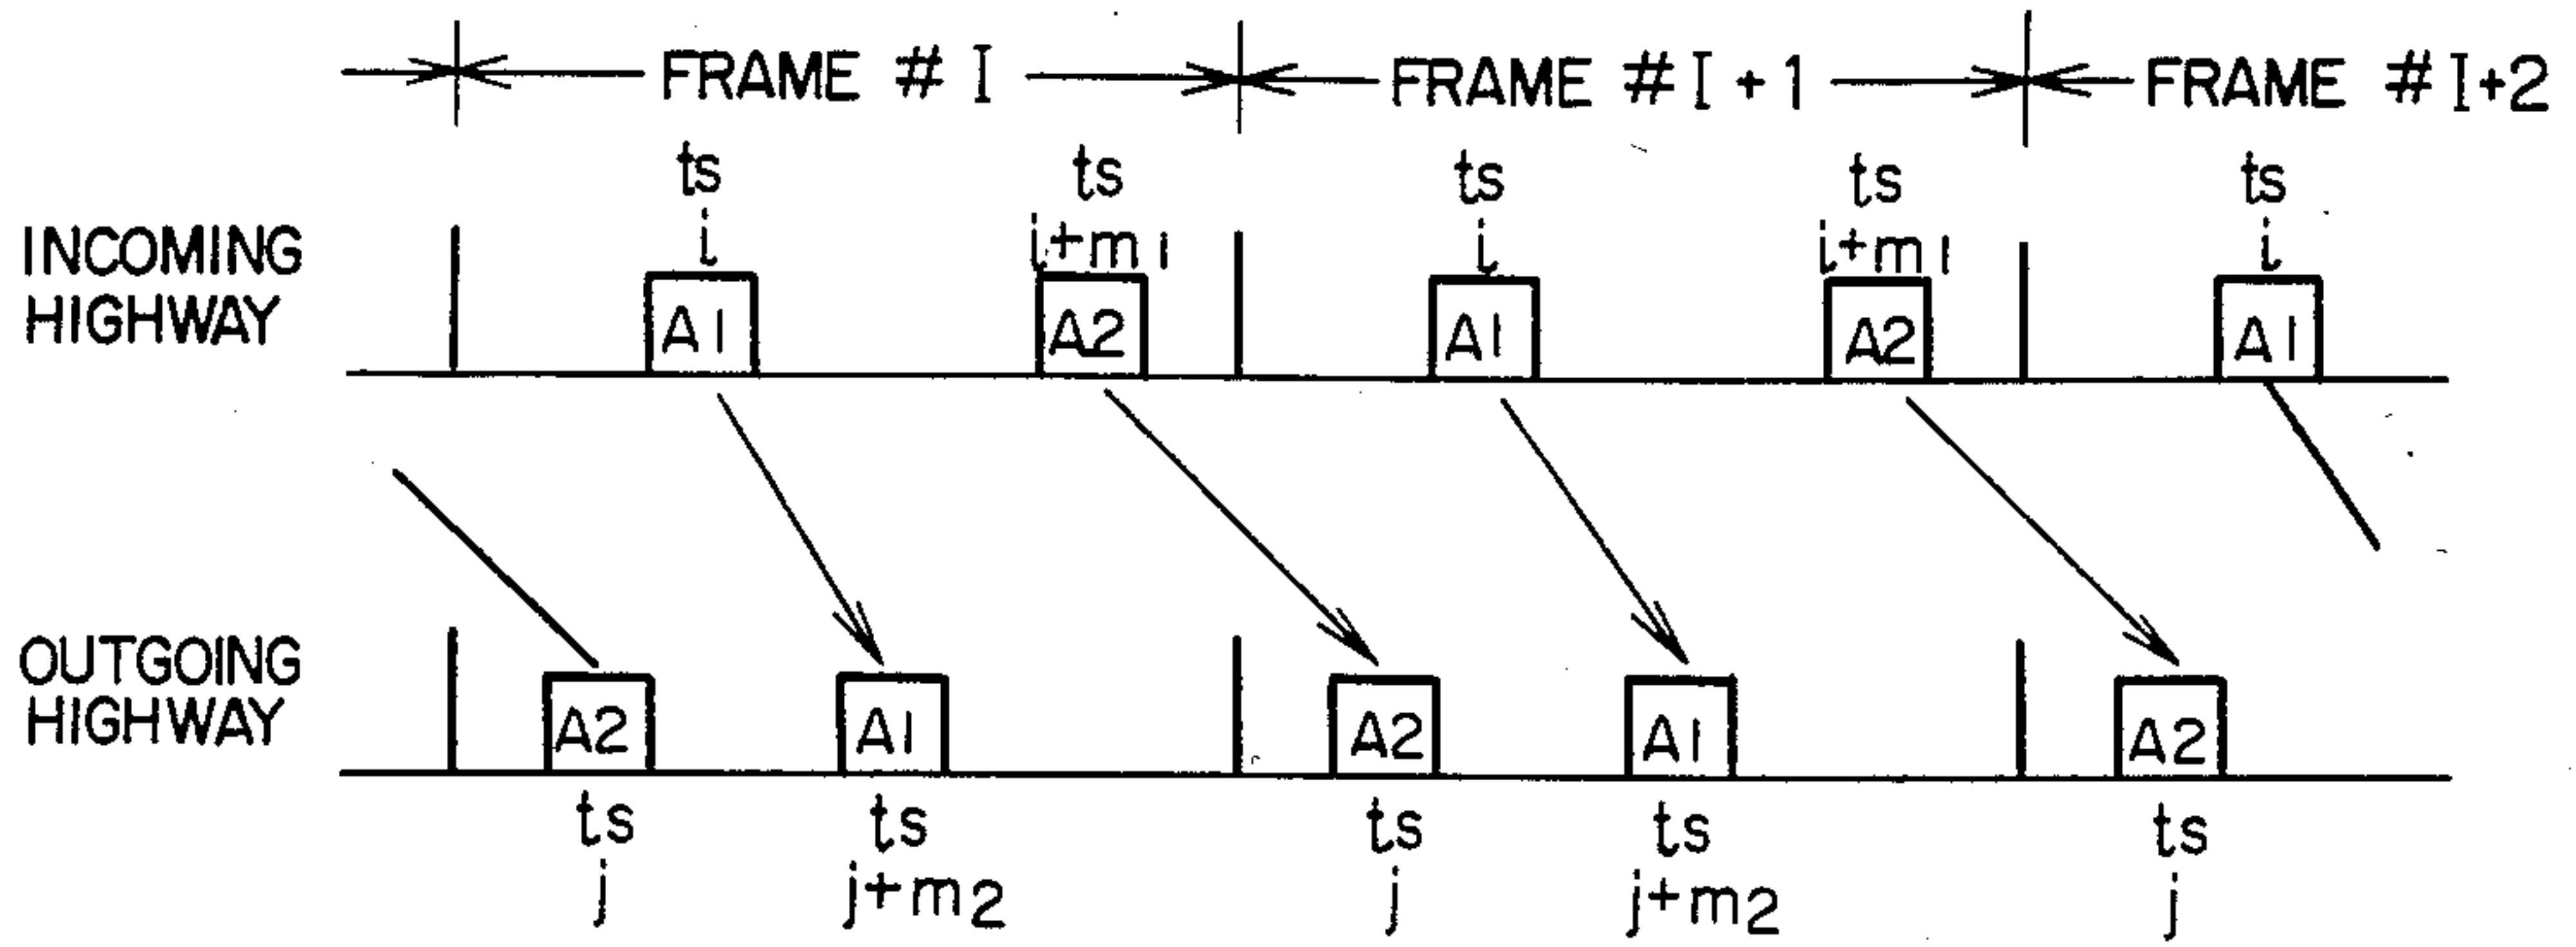 FRAME # I FRAME # I + 1 FRAME # I+2
ts ts ts ts ts
i i+m1 i i+m1 i
INCOMING
HIGHWAY
A1 A2 A1 A2 A1
OUTGOING
HIGHWAY
A2 A1 A2 A1 A2
ts ts ts ts ts
j j+m2 j j+m2 j